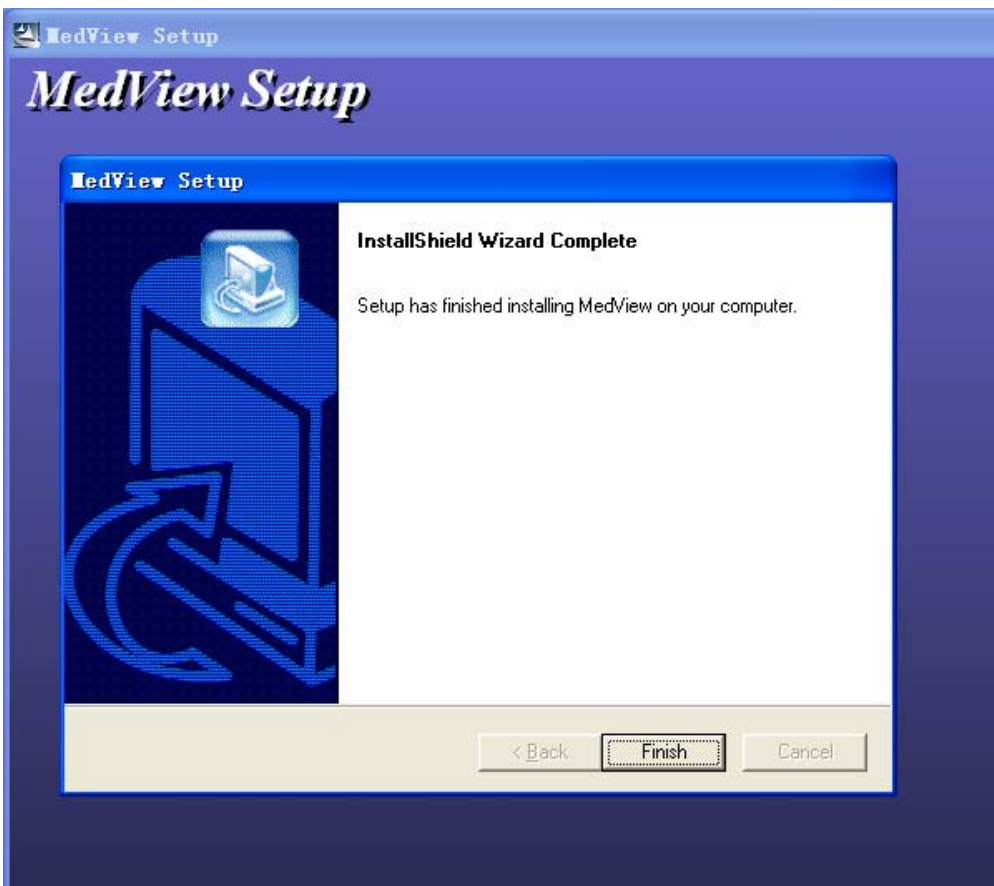 MedView Setup
MedView Setup
MedView Setup
InstallShield Wizard Complete
Setup has finished installing MedView on your computer.
< Back
Finish
Cancel